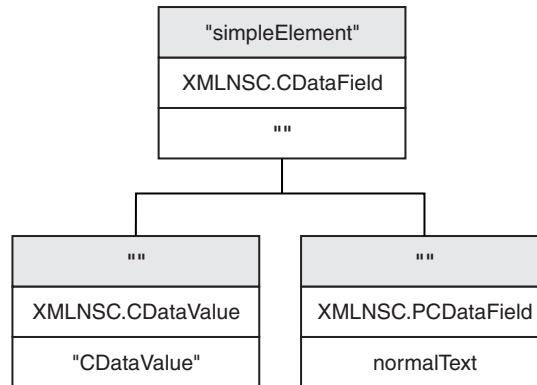 "simpleElement"
XMLNSC.CDataField
""
""
XMLNSC.CDataValue
"CDataValue"
""
XMLNSC.PCDataField
normalText